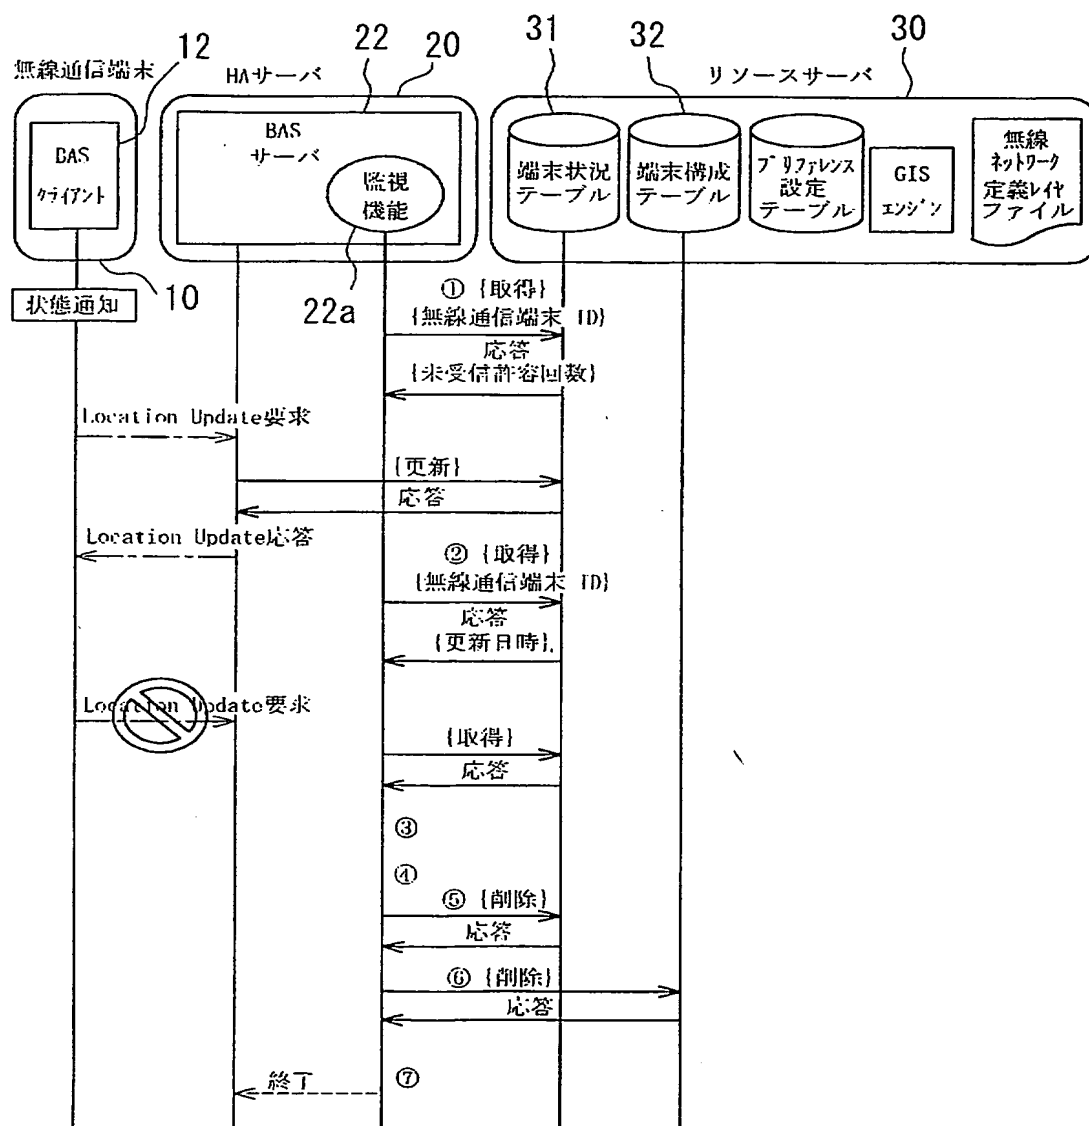 無線通信端末
12
HAサーバ
22
20
31
32
リソースサーバ
30
BAS
クライアント
BAS
サーバ
監視
機能
端末状況
テーブル
端末構成
テーブル
プリファレンス
設定
テーブル
GIS
エンジン
無線
ネットワーク
定義レイヤ
ファイル
状態通知
10
22a
① {取得}
{無線通信端末 ID}
応答
{未受信許容回数}
Location Update要求
{更新}
応答
Location Update応答
② {取得}
{無線通信端末 ID}
応答
{更新日時}
Location Update要求
{取得}
応答
③
④
⑤ {削除}
応答
⑥ {削除}
応答
⑦
終了